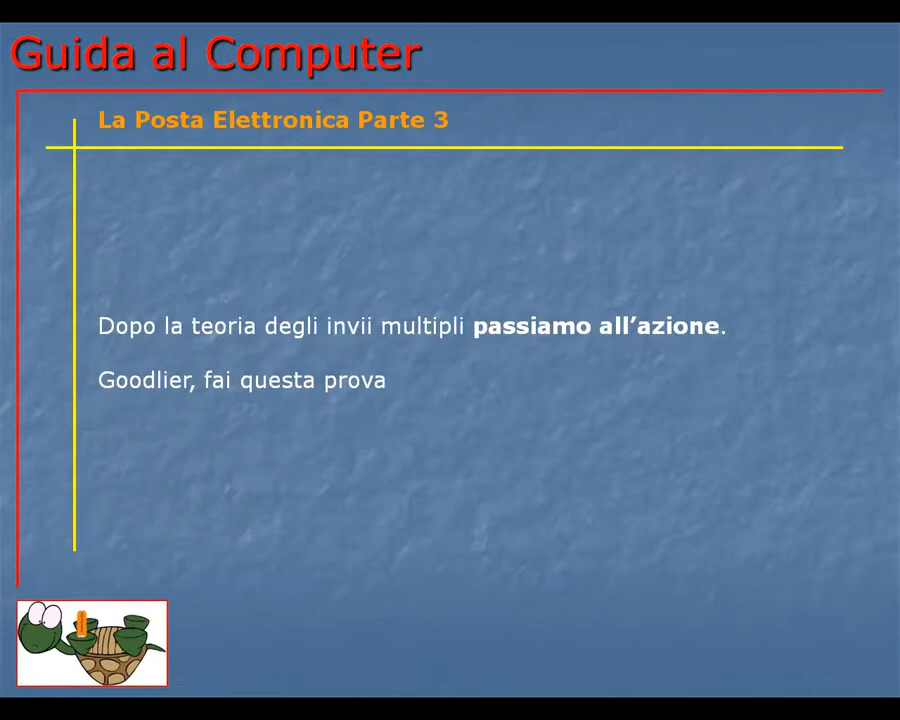 Guida al Computer
La Posta Elettronica Parte 3
Dopo la teoria degli invii multipli passiamo all’azione.
Goodlier, fai questa prova